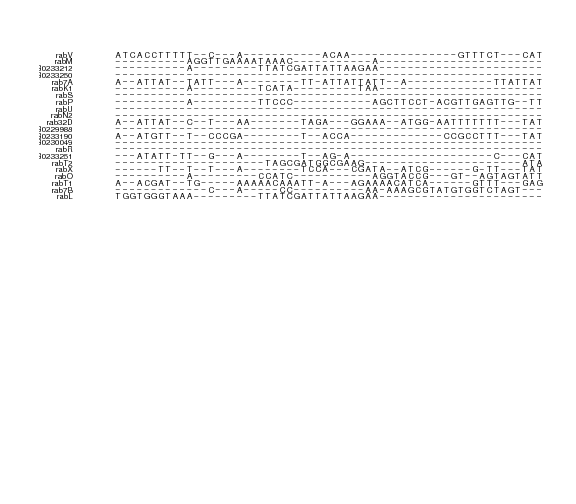 rabV ATCACCTTTTT--C---A-----------ACAA---------------GTTTCT---CAT
rabM ----------AGGTTGAAAATAAAC-----------A-----------------------
30233212 ----------A---------TTATCGATTATTAAGAA-----------------------
30233250 ------------------------------------------------------------
rab7A A--ATTAT--TATT---A--------TT-ATTATTATT--A------------TTATTAT
rabK1 ----------A---------TCATA---------TAA-----------------------
rabS ------------------------------------------------------------
rabP ----------A---------TTCCC-----------AGCTTCCT-ACGTTGAGTTG--TT
rabU ------------------------------------------------------------
rabN2 ------------------------------------------------------------
rab32D A--ATTAT--C--T---AA-------TAGA---GGAAA--ATGG-AATTTTTTT---TAT
30229988 ------------------------------------------------------------
30233190 A--ATGTT--T--CCCGA--------T--ACCA-------------CCGCCTTT---TAT
30230049 ------------------------------------------------------------
rabR ------------------------------------------------------------
30233251 ---ATATT-TT--G---A--------T--AG-A--------------------C---CAT
rabT2 ---------------------TAGCGATGGCGAAG----------------------ATA
rabX ------TT--T--T---A--------TCCA---CGATA--ATCG------G-TT---TAT
rabO ----------A---------CCATC-----------AGGTACCG---GT--AGTAGTATT
rabT1 A--ACGAT--TG-----AAAAACAAATT-A---AGAAAACATCA------GTTT---GAG
rab7B -------------C---A-----CC----------AA-AAAGCGTATGTGGTCTAGT---
rabL TGGTGGGTAAA---------TTATCGATTATTAAGAA-----------------------